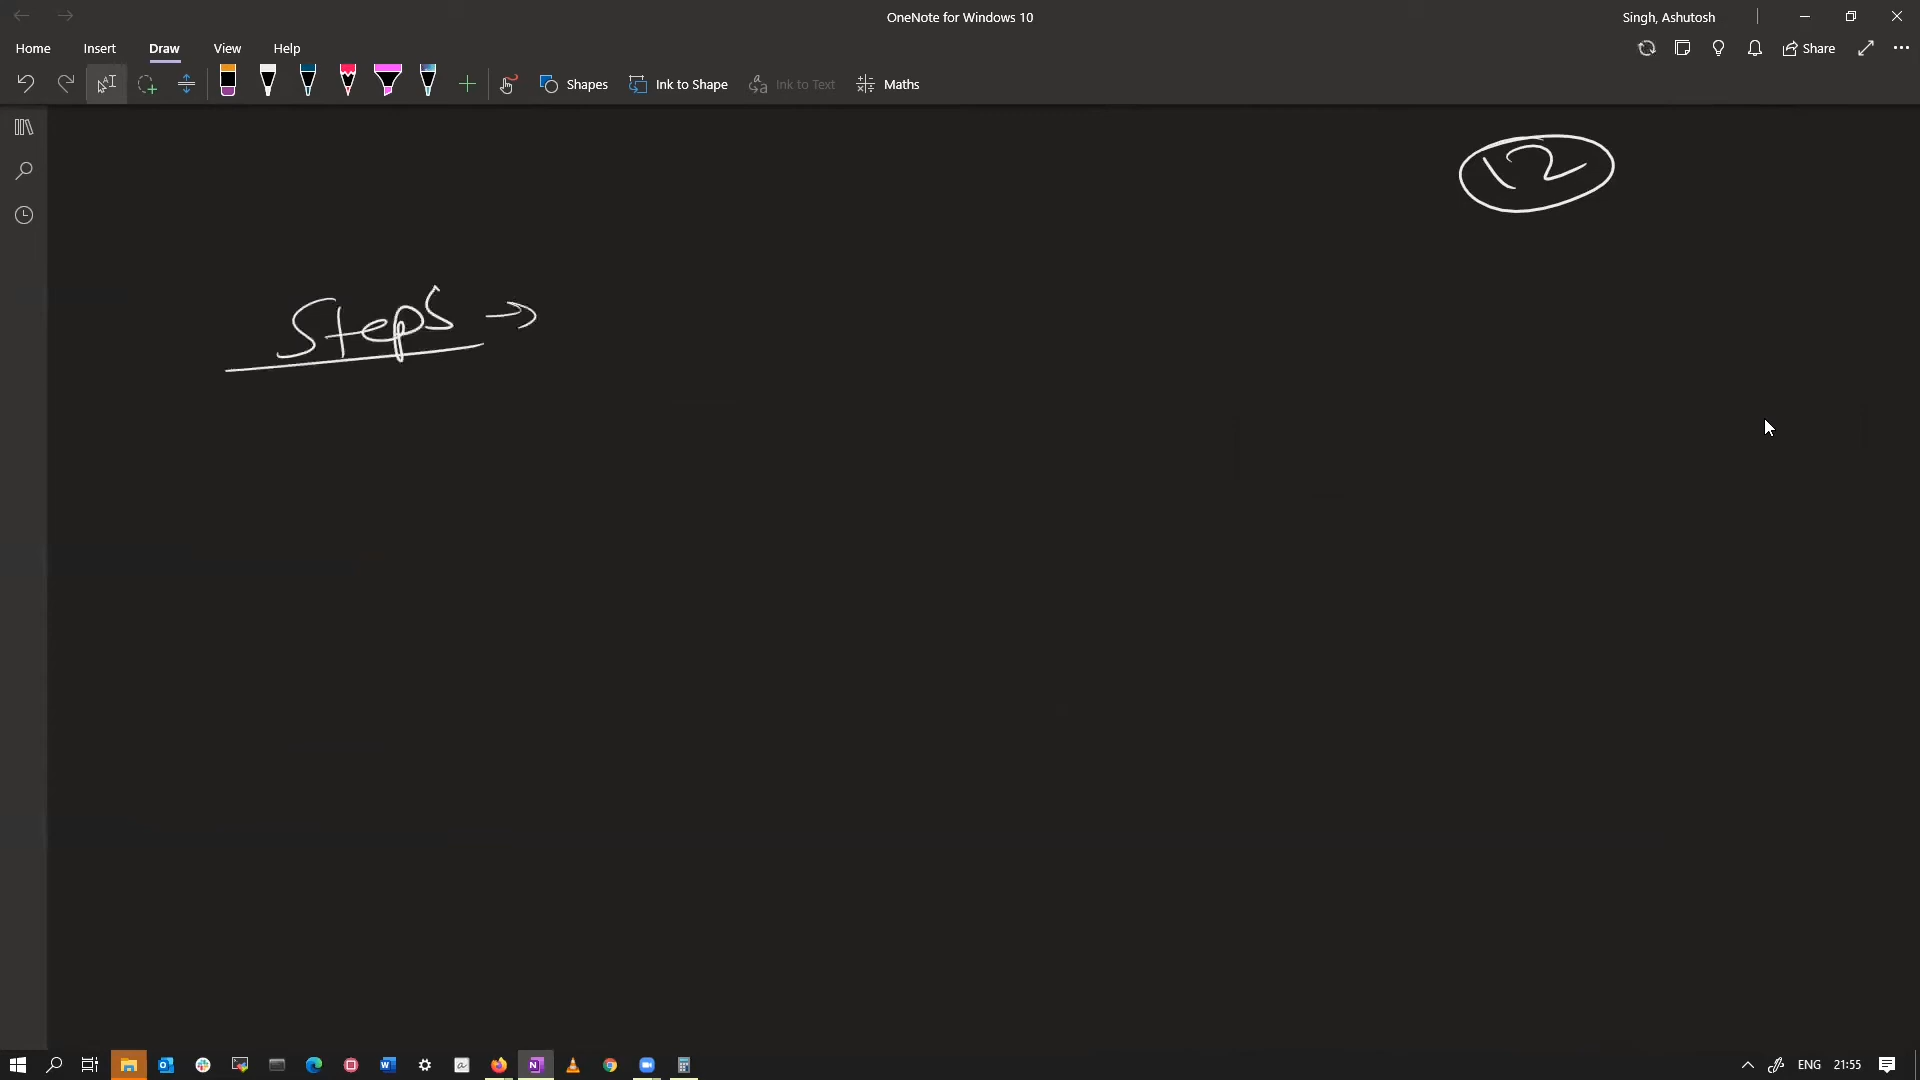 OneNote for Windows 10
Singh, Ashutosh
Home Insert Draw View Help
Share
Shapes Ink to Shape Ink to Text Maths
12
Steps →
ENG 21:55